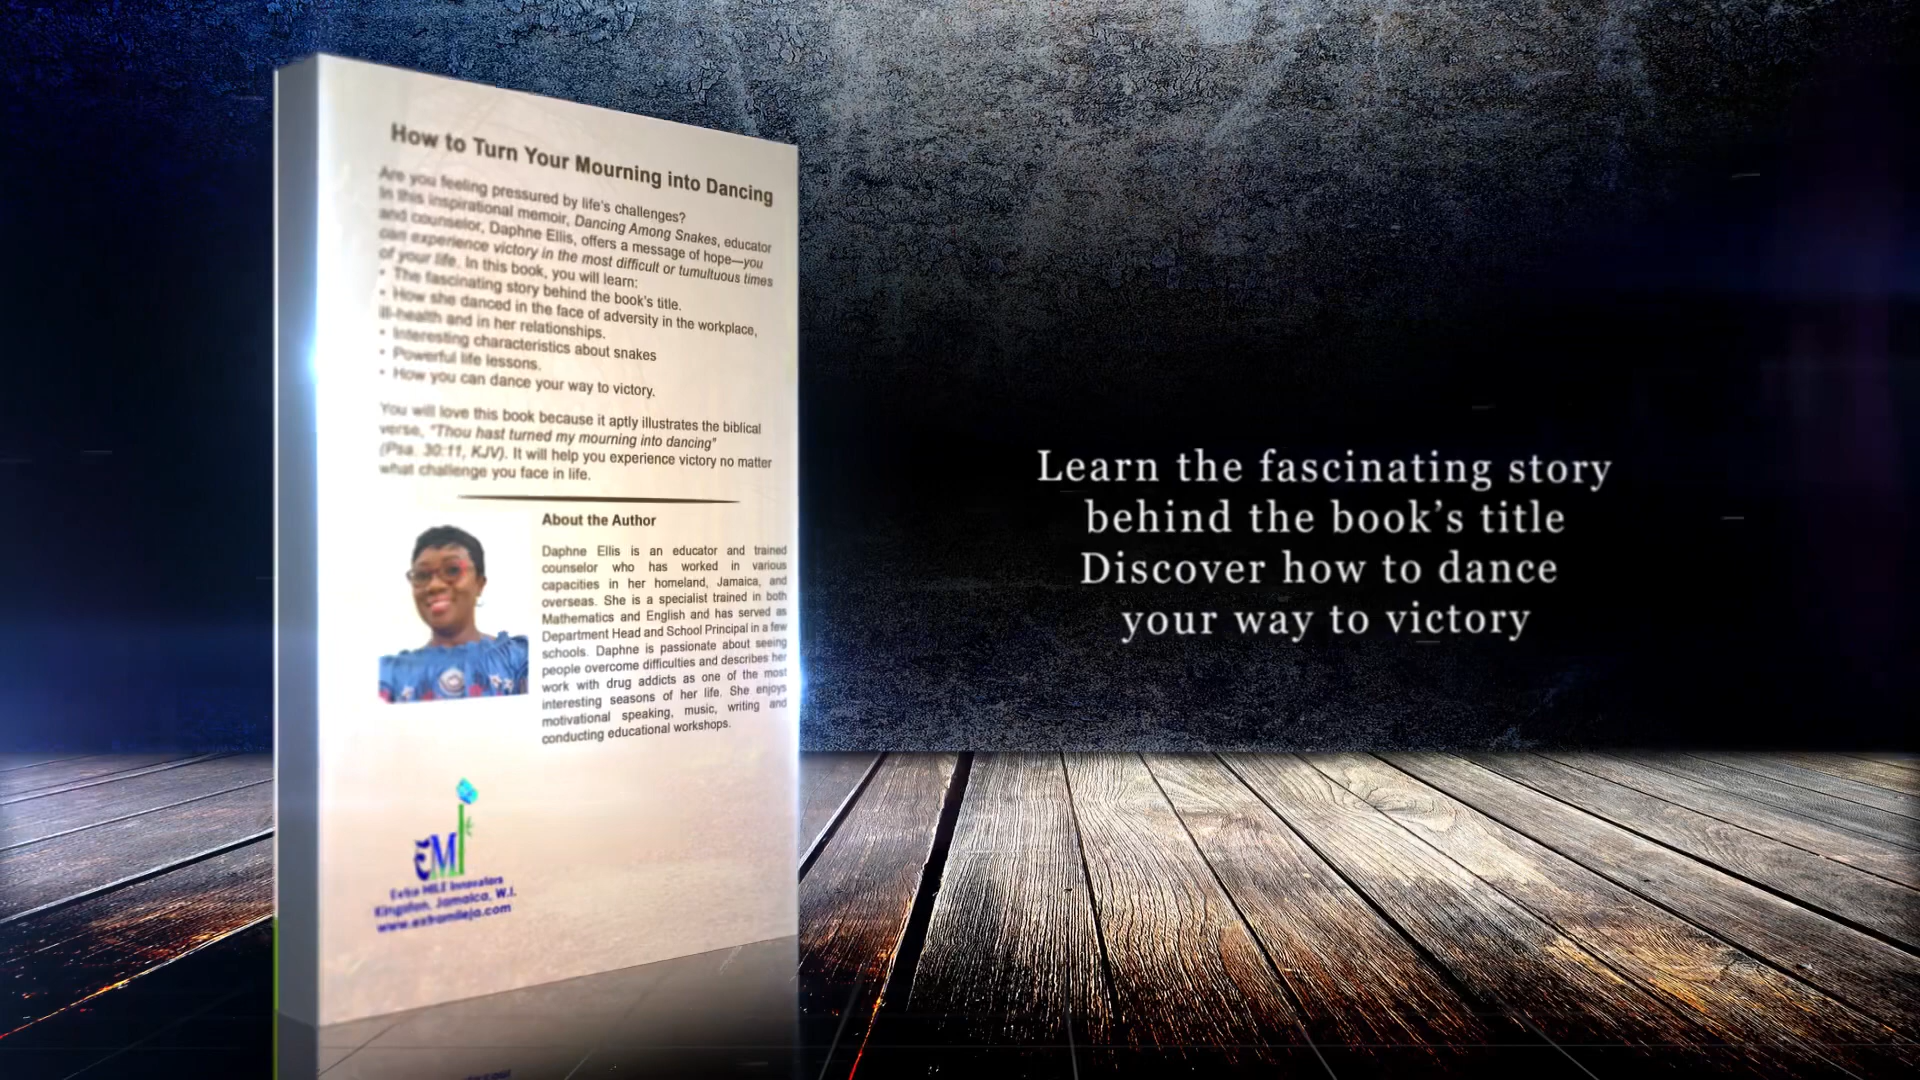 How to Turn Your Mourning into Dancing
Are you feeling pressured by life's challenges?
In this inspirational memoir, Dancing Among Snakes, educator
and counselor, Daphne Ellis, offers a message of hope—you
can experience victory in the most difficult or tumultuous times
of your life. In this book, you will learn:
• The fascinating story behind the book's title.
• How she danced in the face of adversity in the workplace,
ill-health and in her relationships.
• Interesting characteristics about snakes
• Powerful life lessons.
• How you can dance your way to victory.
You will love this book because it aptly illustrates the biblical
verse, "Thou hast turned my mourning into dancing"
(Psa. 30:11, KJV). It will help you experience victory no matter
what challenge you face in life.
About the Author
Daphne Ellis is an educator and trained
counselor who has worked in various
capacities in her homeland, Jamaica, and
overseas. She is a specialist trained in both
Mathematics and English and has served as
Department Head and School Principal in a few
schools. Daphne is passionate about seeing
people overcome difficulties and describes her
work with drug addicts as one of the most
interesting seasons of her life. She enjoys
motivational speaking, music, writing and
conducting educational workshops.
EMI
Extra MILE Innovators
Kingston, Jamaica, W.I.
www.extramileja.com
Learn the fascinating story
behind the book's title
Discover how to dance
your way to victory